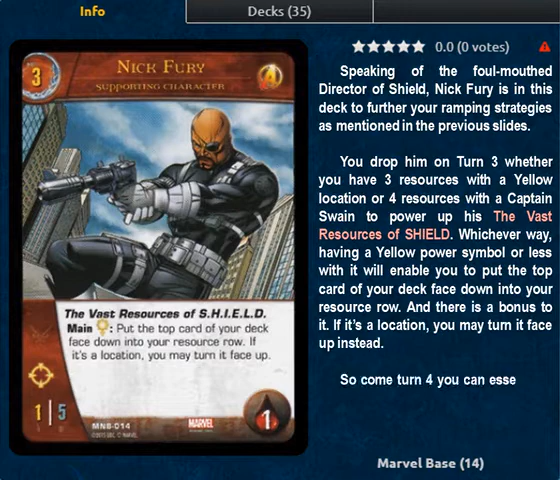 Info
Decks (35)
3
NICK FURY
SUPPORTING CHARACTER
A
The Vast Resources of S.H.I.E.L.D.
Main : Put the top card of your deck
face down into your resource row. If
it's a location, you may turn it face up.
1 | 5
MNB-014
MARVEL
1
0.0 (0 votes)
Speaking of the foul-mouthed
Director of Shield, Nick Fury is in this
deck to further your ramping strategies
as mentioned in the previous slides.
You drop him on Turn 3 whether
you have 3 resources with a Yellow
location or 4 resources with a Captain
Swain to power up his The Vast
Resources of SHIELD. Whichever way,
having a Yellow power symbol or less
with it will enable you to put the top
card of your deck face down into your
resource row. And there is a bonus to
it. If it's a location, you may turn it face
up instead.
So come turn 4 you can esse
Marvel Base (14)